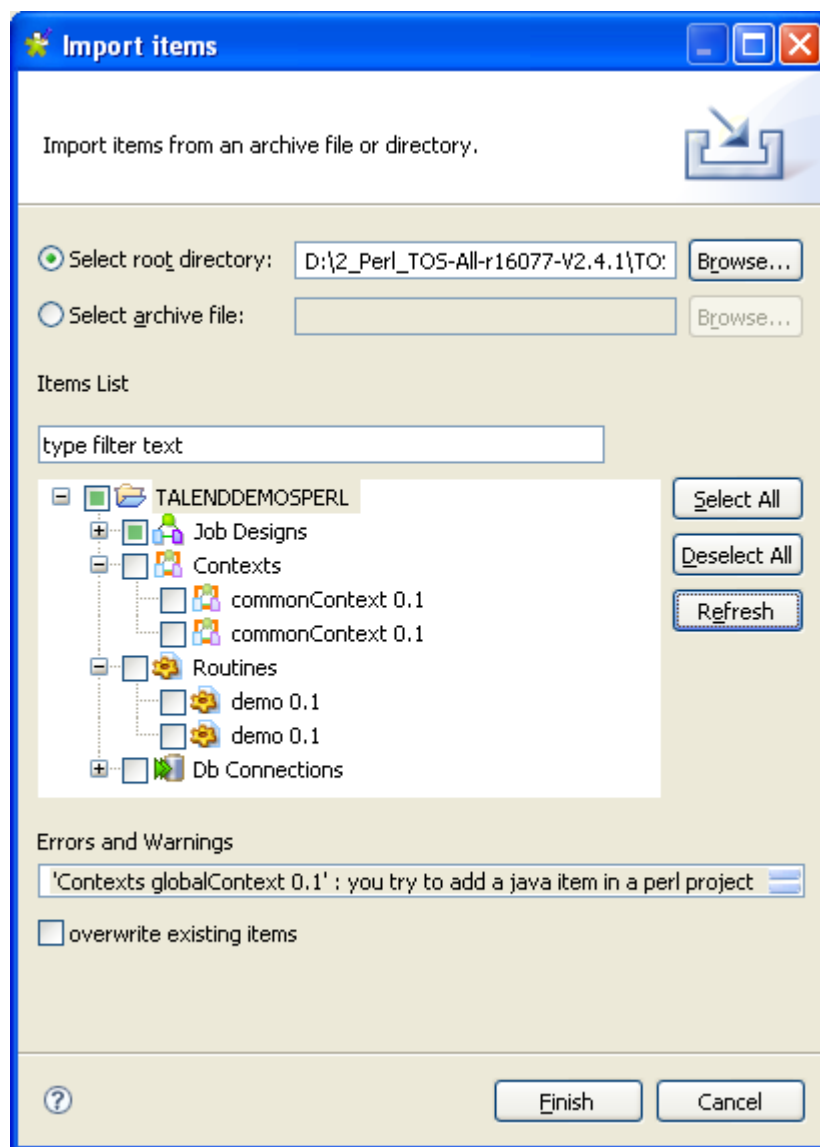 Import items
Import items from an archive file or directory.
Select root directory: D:\2_Perl_TOS-All-r16077-V2.4.1\TO Browse...
Select archive file: Browse...
Items List
type filter text
TALENDDEMOSPERL Select All
Job Designs
Contexts Deselect All
commonContext 0.1 Refresh
commonContext 0.1
Routines
demo 0.1
demo 0.1
Db Connections
Errors and Warnings
'Contexts globalContext 0.1' : you try to add a java item in a perl project
overwrite existing items
? Finish Cancel